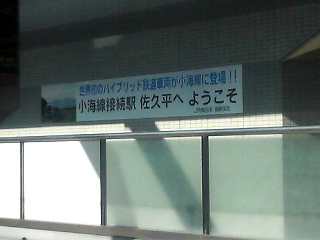 世界初のハイブリッド鉄道車両が小海線に登場!!
小海線接続駅 佐久平へ ようこそ